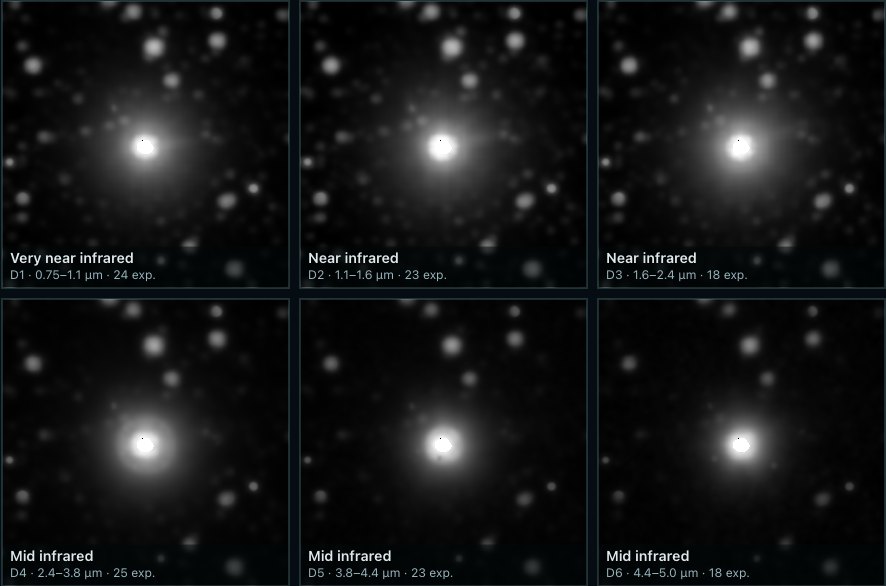 Very near infrared
D1 · 0.75–1.1 µm · 24 exp.
Near infrared
D2 · 1.1–1.6 µm · 23 exp.
Near infrared
D3 · 1.6–2.4 µm · 18 exp.
Mid infrared
D4 · 2.4–3.8 µm · 25 exp.
Mid infrared
D5 · 3.8–4.4 µm · 23 exp.
Mid infrared
D6 · 4.4–5.0 µm · 18 exp.